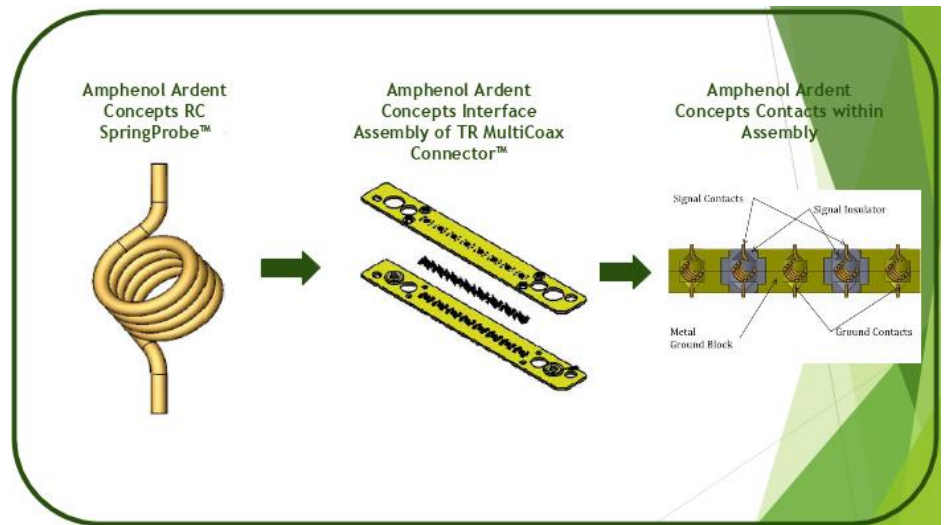 Amphenol Ardent
Concepts RC
SpringProbe™
Amphenol Ardent
Concepts Interface
Assembly of TR MultiCoax
Connector™
Amphenol Ardent
Concepts Contacts within
Assembly
Signal Contacts
Signal Insulator
Metal
Ground Block
Ground Contacts